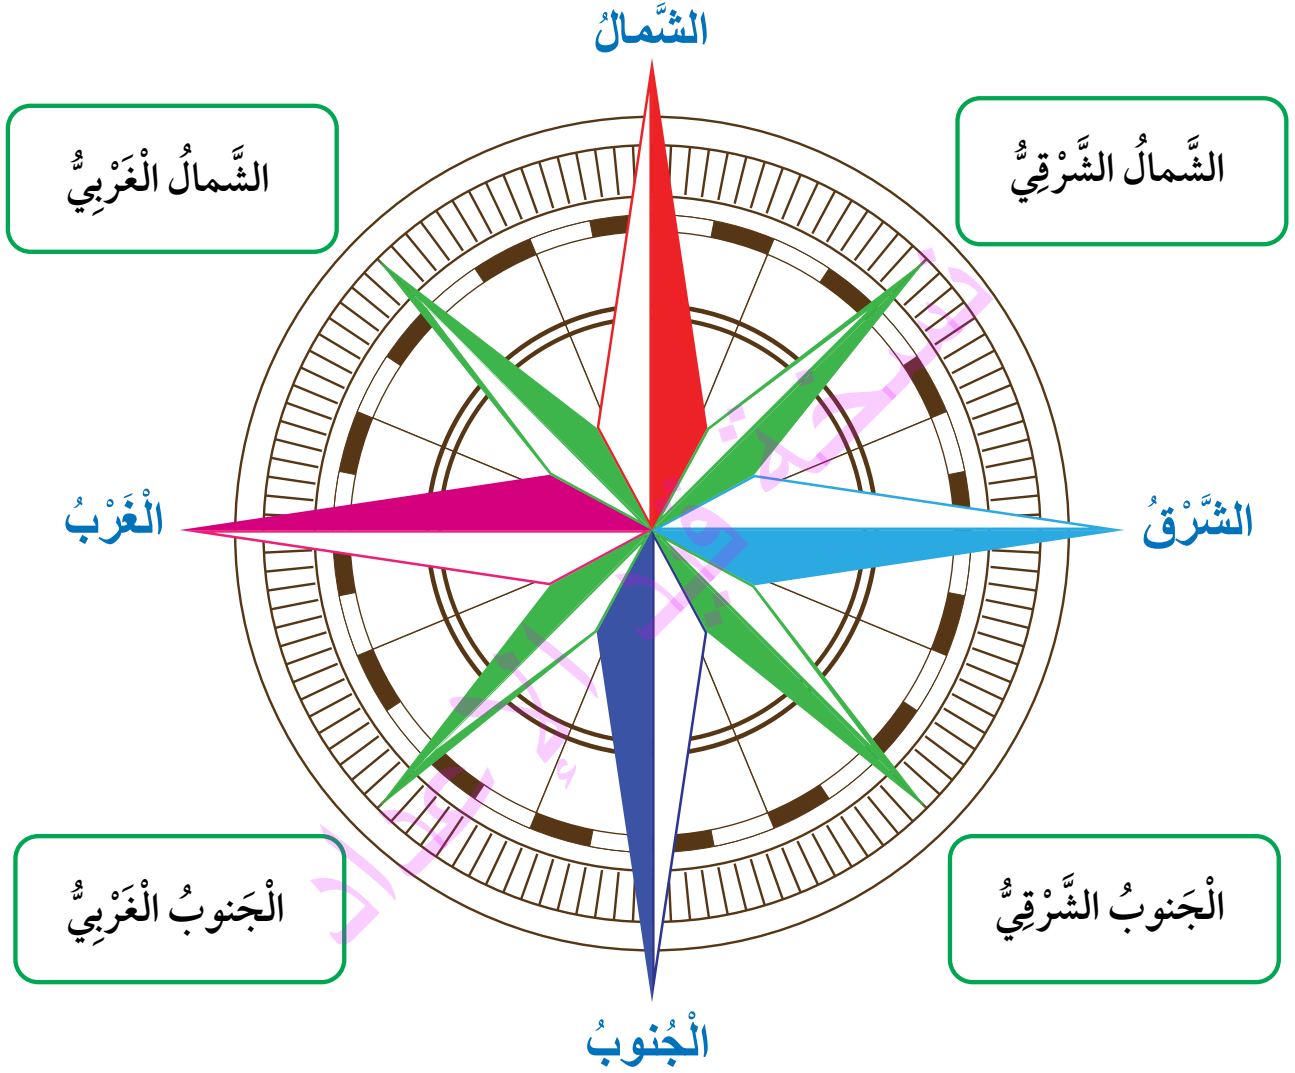 الشَّمالُ
الشَّمالُ الشَّرْقِيُّ
الشَّمالُ الْغَرْبِيُّ
الشَّرْقُ
الْغَرْبُ
الْجَنوبُ الشَّرْقِيُّ
الْجَنوبُ الْغَرْبِيُّ
الْجُنوبُ